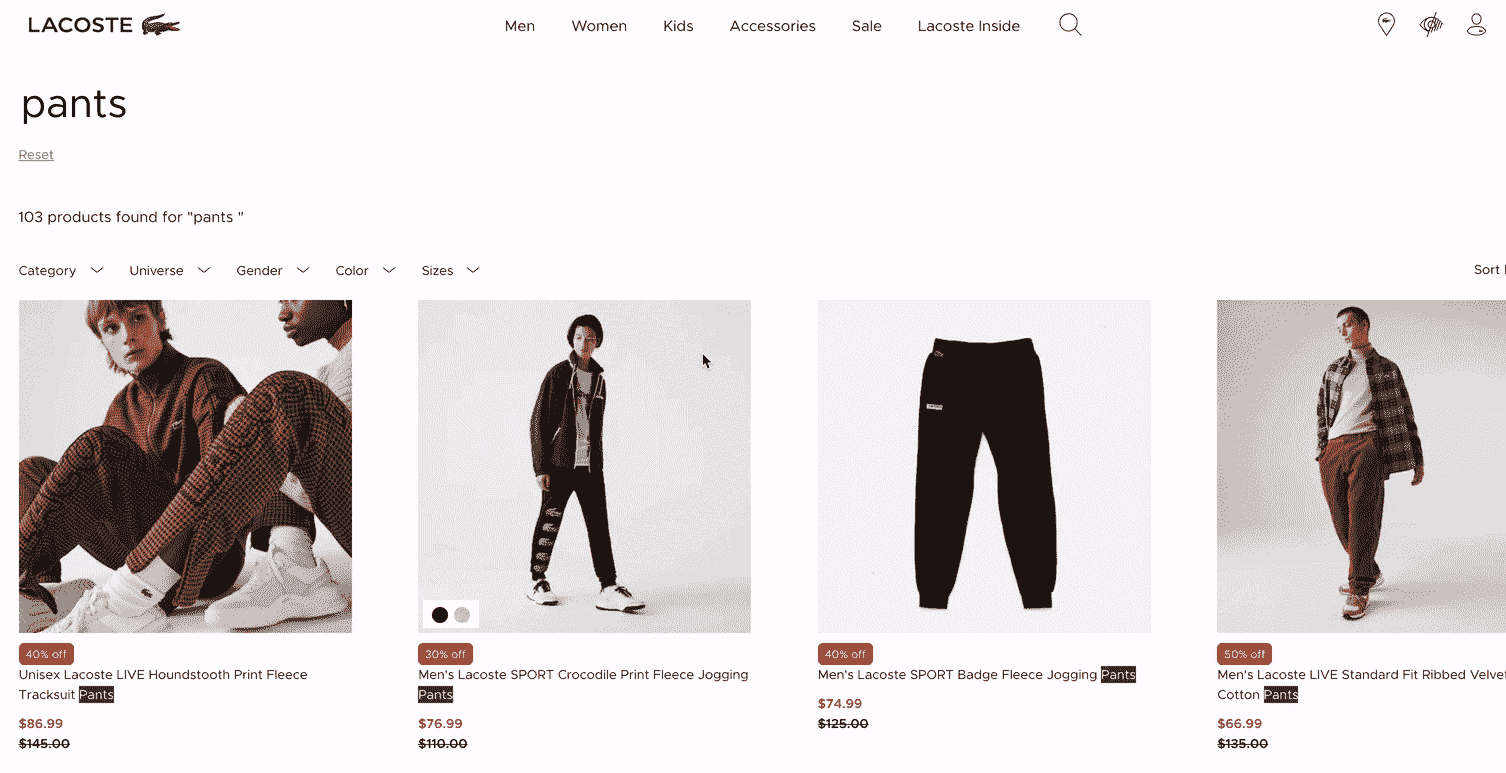 LACOSTE
Men Women Kids Accessories Sale Lacoste Inside
pants
Reset
103 products found for "pants "
Category Universe Gender Color Sizes Sort
40% off
Unisex Lacoste LIVE Houndstooth Print Fleece
Tracksuit Pants
$86.99
$145.00
30% off
Men's Lacoste SPORT Crocodile Print Fleece Jogging
Pants
$76.99
$110.00
40% off
Men's Lacoste SPORT Badge Fleece Jogging Pants
$74.99
$125.00
50% off
Men's Lacoste LIVE Standard Fit Ribbed Velvet
Cotton Pants
$66.99
$135.00